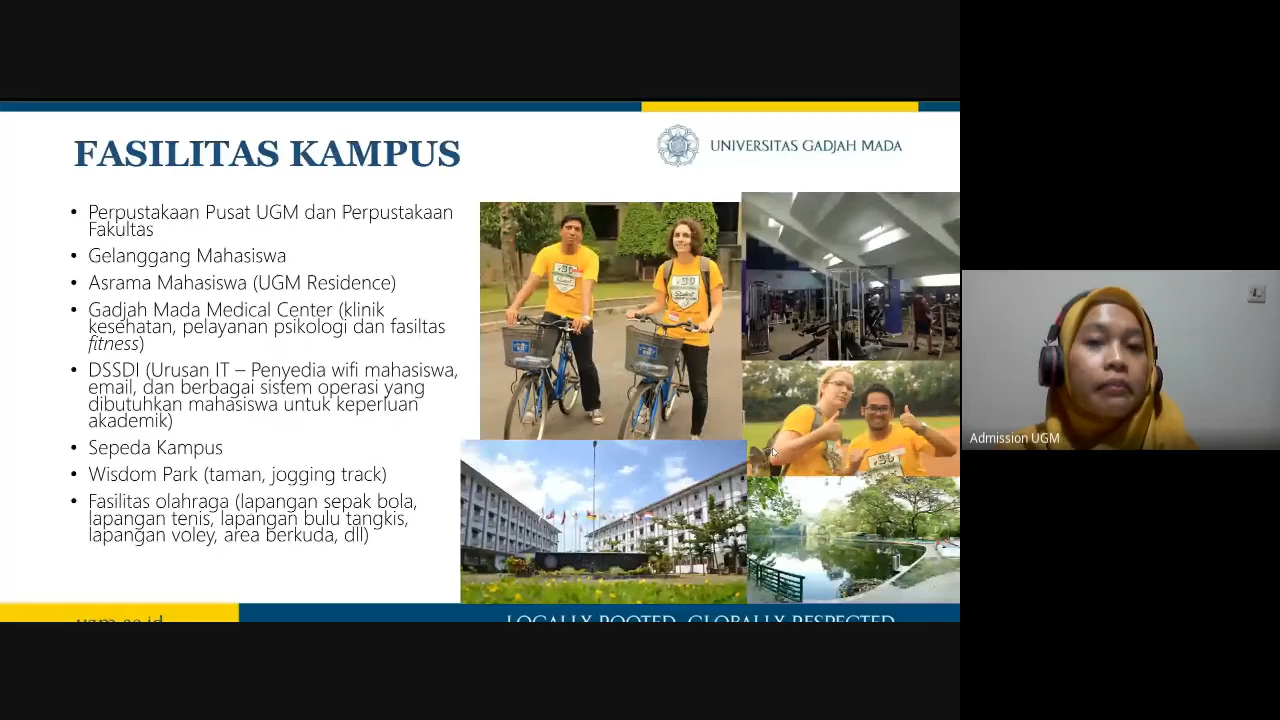 FASILITAS KAMPUS
UNIVERSITAS GADJAH MADA
• Perpustakaan Pusat UGM dan Perpustakaan
Fakultas
• Gelanggang Mahasiswa
• Asrama Mahasiswa (UGM Residence)
• Gadjah Mada Medical Center (klinik
kesehatan, pelayanan psikologi dan fasiltas
fitness)
• DSSDI (Urusan IT – Penyedia wifi mahasiswa,
email, dan berbagai sistem operasi yang
dibutuhkan mahasiswa untuk keperluan
akademik)
• Sepeda Kampus
• Wisdom Park (taman, jogging track)
• Fasilitas olahraga (lapangan sepak bola,
lapangan tenis, lapangan bulu tangkis,
lapangan voley, area berkuda, dll)
ugm.ac.id
LOCALLY ROOTED, GLOBALLY RESPECTED
Admission UGM